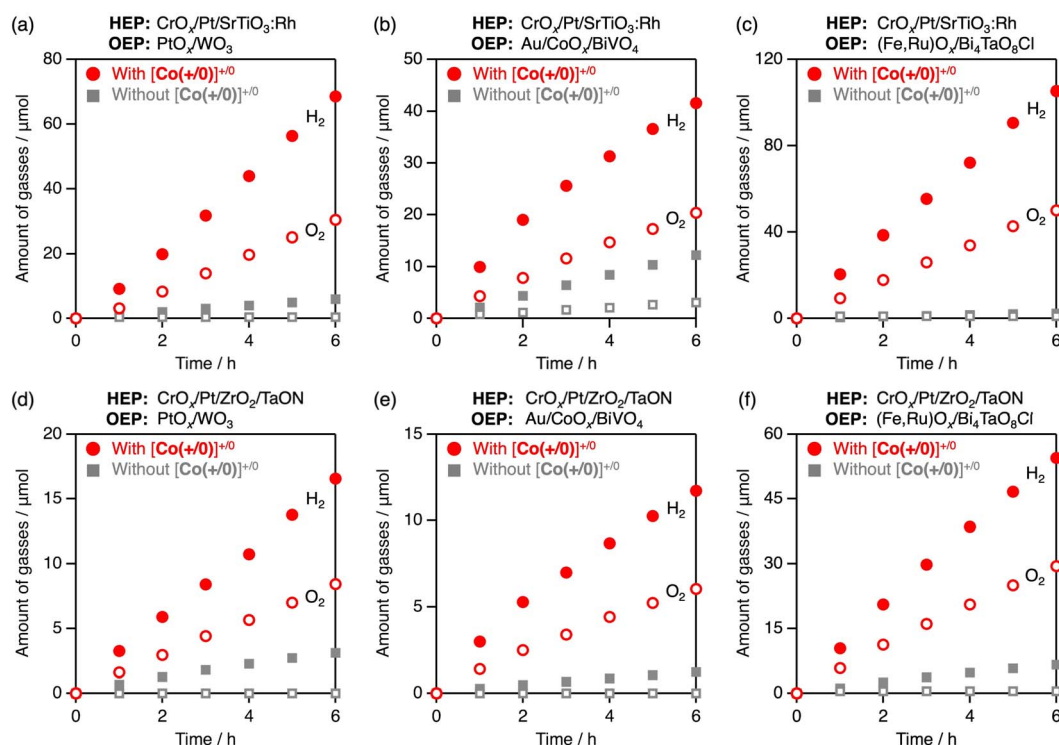 (a) HEP: CrOₓ/Pt/SrTiO₃:Rh
OEP: PtOₓ/WO₃
With [Co(+/0)]⁺/⁰
Without [Co(+/0)]⁺/⁰
H₂
O₂
80
60
40
20
0
Amount of gasses / μmol
0 2 4 6
Time / h
(b) HEP: CrOₓ/Pt/SrTiO₃:Rh
OEP: Au/CoOₓ/BiVO₄
With [Co(+/0)]⁺/⁰
Without [Co(+/0)]⁺/⁰
H₂
O₂
50
40
30
20
10
0
Amount of gasses / μmol
0 2 4 6
Time / h
(c) HEP: CrOₓ/Pt/SrTiO₃:Rh
OEP: (Fe,Ru)Oₓ/Bi₄TaO₈Cl
With [Co(+/0)]⁺/⁰
Without [Co(+/0)]⁺/⁰
H₂
O₂
120
80
40
0
Amount of gasses / μmol
0 2 4 6
Time / h
(d) HEP: CrOₓ/Pt/ZrO₂/TaON
OEP: PtOₓ/WO₃
With [Co(+/0)]⁺/⁰
Without [Co(+/0)]⁺/⁰
H₂
O₂
20
15
10
5
0
Amount of gasses / μmol
0 2 4 6
Time / h
(e) HEP: CrOₓ/Pt/ZrO₂/TaON
OEP: Au/CoOₓ/BiVO₄
With [Co(+/0)]⁺/⁰
Without [Co(+/0)]⁺/⁰
H₂
O₂
15
10
5
0
Amount of gasses / μmol
0 2 4 6
Time / h
(f) HEP: CrOₓ/Pt/ZrO₂/TaON
OEP: (Fe,Ru)Oₓ/Bi₄TaO₈Cl
With [Co(+/0)]⁺/⁰
Without [Co(+/0)]⁺/⁰
H₂
O₂
60
45
30
15
0
Amount of gasses / μmol
0 2 4 6
Time / h